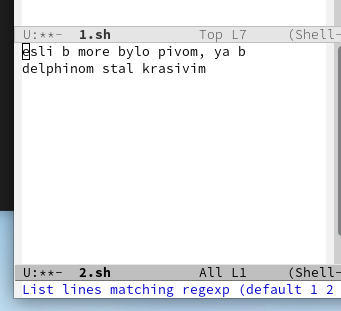 U:**- 1.sh Top L7 (Shell-
esli b more bylo pivom, ya b
delphinom stal krasivim
U:**- 2.sh All L1 (Shell-
List lines matching regexp (default 1 2